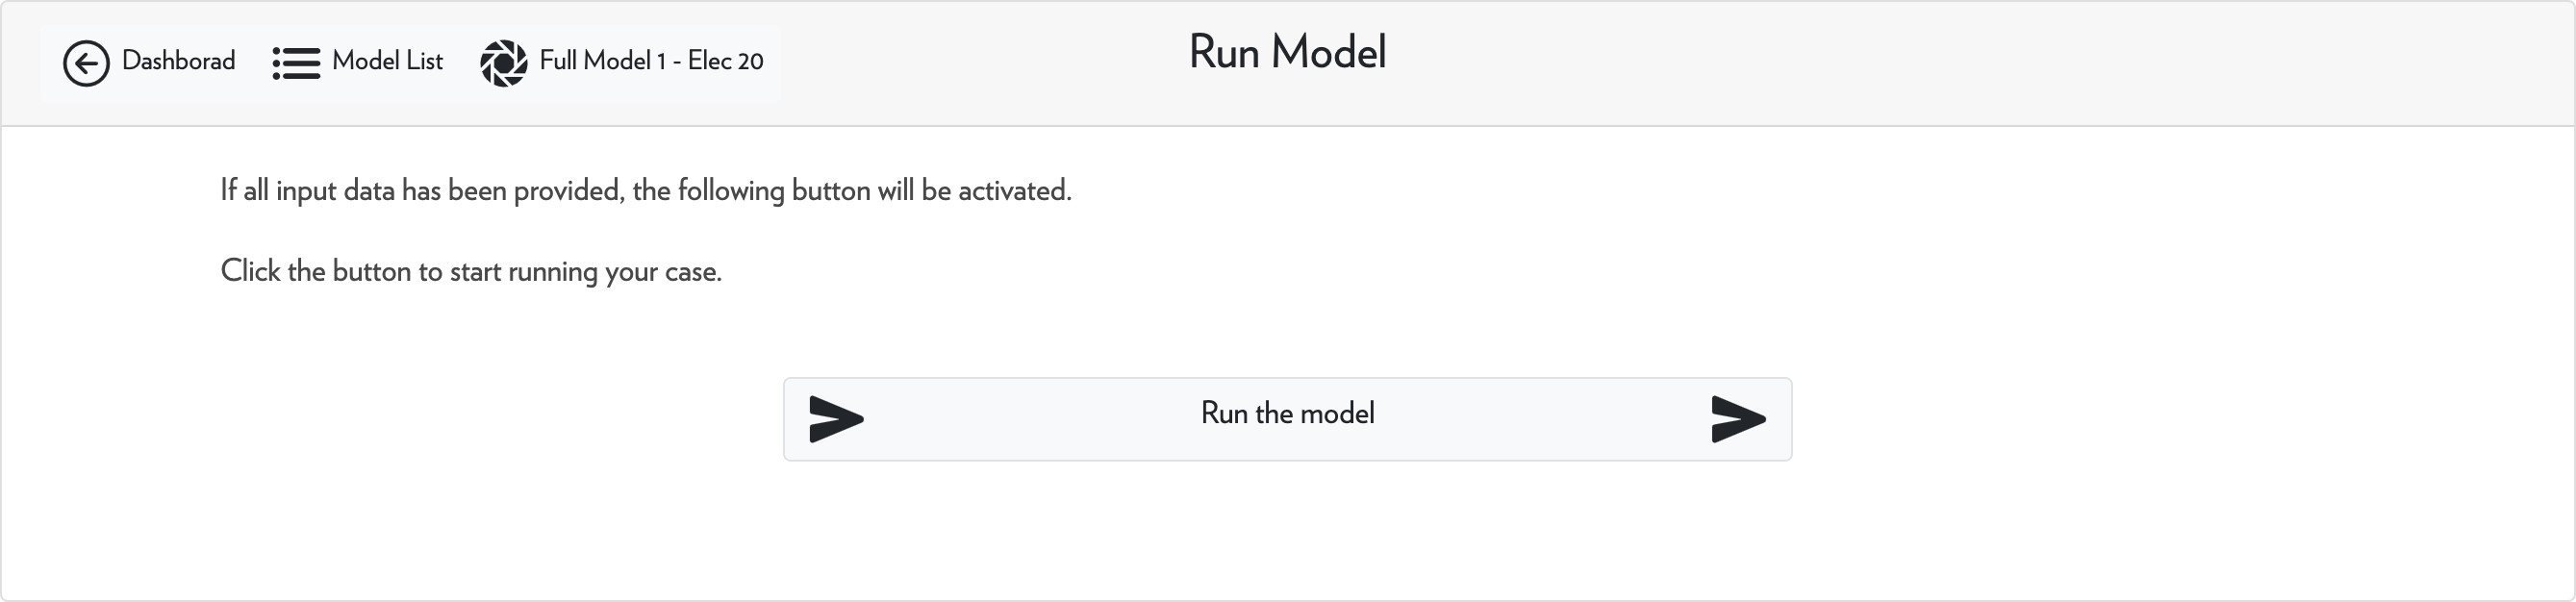 Dashborad Model List Full Model 1 - Elec 20 Run Model
If all input data has been provided, the following button will be activated.
Click the button to start running your case.
Run the model